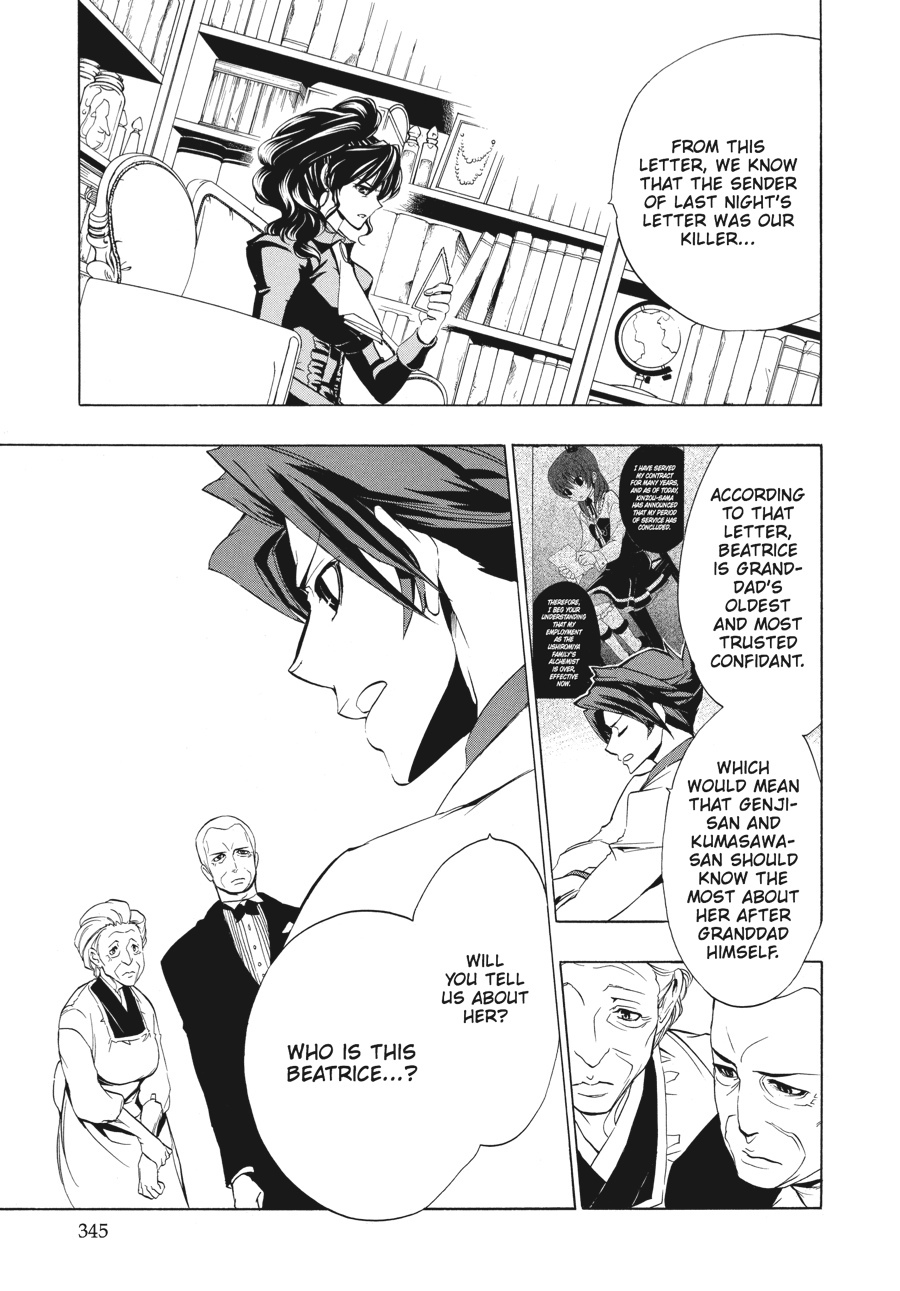 FROM THIS
LETTER, WE KNOW
THAT THE SENDER
OF LAST NIGHT'S
LETTER WAS OUR
KILLER...
ACCORDING
TO THAT
LETTER,
BEATRICE
IS GRAND-
DAD'S
OLDEST
AND MOST
TRUSTED
CONFIDANT.
I HAVE SERVED
MY CONTRACT
FOR MANY YEARS,
AND AS OF TODAY,
KINZOU-SAMA
HAS ANNOUNCED
THAT MY PERIOD
OF SERVICE HAS
CONCLUDED.
THEREFORE,
I BEG YOUR
UNDERSTANDING
THAT MY
EMPLOYMENT
AS THE
USHIROMIYA
FAMILY'S
ALCHEMIST
IS OVER,
EFFECTIVE
NOW.
WHICH
WOULD MEAN
THAT GENJI-
SAN AND
KUMASAWA-
SAN SHOULD
KNOW THE
MOST ABOUT
HER AFTER
GRANDDAD
HIMSELF.
WILL
YOU TELL
US ABOUT
HER?
WHO IS THIS
BEATRICE...?
345